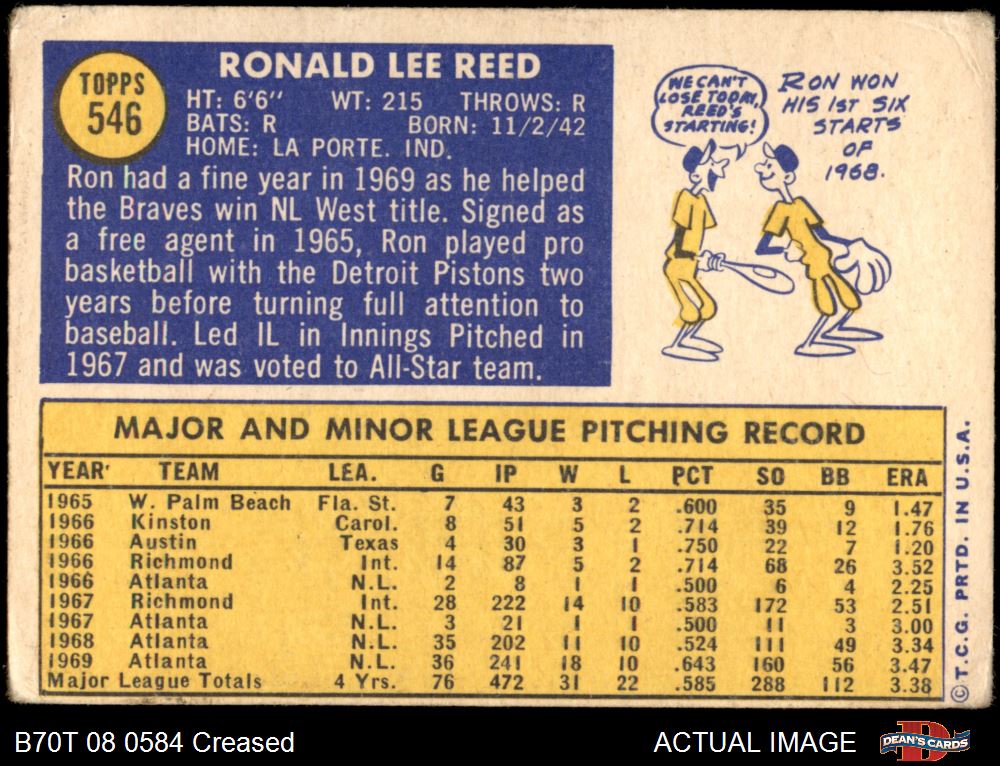 TOPPS
546
RONALD LEE REED
HT: 6'6" WT: 215 THROWS: R
BATS: R BORN: 11/2/42
HOME: LA PORTE. IND.
Ron had a fine year in 1969 as he helped
the Braves win NL West title. Signed as
a free agent in 1965, Ron played pro
basketball with the Detroit Pistons two
years before turning full attention to
baseball. Led IL in Innings Pitched in
1967 and was voted to All-Star team.
WE CAN'T
LOSE TODAY,
REED'S
STARTING!
RON WON
HIS 1ST SIX
STARTS
OF
1968.
MAJOR AND MINOR LEAGUE PITCHING RECORD
YEAR TEAM LEA. G IP W L PCT SO BB ERA
1965 W. Palm Beach Fla. St. 7 43 3 2 .600 35 9 1.47
1966 Kinston Carol. 8 51 5 2 .714 39 12 1.76
1966 Austin Texas 4 30 3 1 .750 22 7 1.20
1966 Richmond Int. 14 87 5 2 .714 68 26 3.52
1966 Atlanta N.L. 2 8 1 1 .500 6 4 2.25
1967 Richmond Int. 28 222 14 10 .583 172 53 2.51
1967 Atlanta N.L. 3 21 1 1 .500 11 3 3.00
1968 Atlanta N.L. 35 202 11 10 .524 111 49 3.34
1969 Atlanta N.L. 36 241 18 10 .643 160 56 3.47
Major League Totals 4 Yrs. 76 472 31 22 .585 288 112 3.38
© T.C.G. PRTD. IN U.S.A.
B70T 08 0584 Creased
ACTUAL IMAGE
D
DEAN'S CARDS